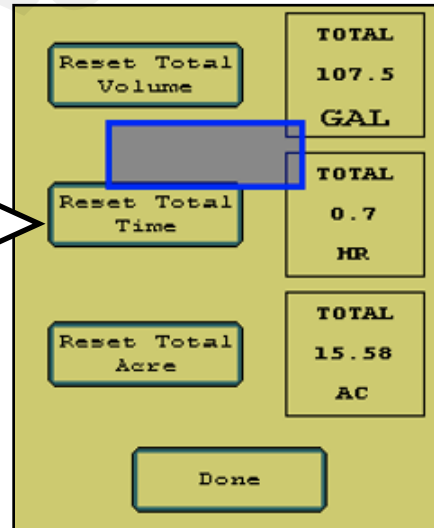 Reset Total
Volume
TOTAL
107.5
GAL
Reset Total
Time
TOTAL
0.7
HR
Reset Total
Acre
TOTAL
15.58
AC
Done